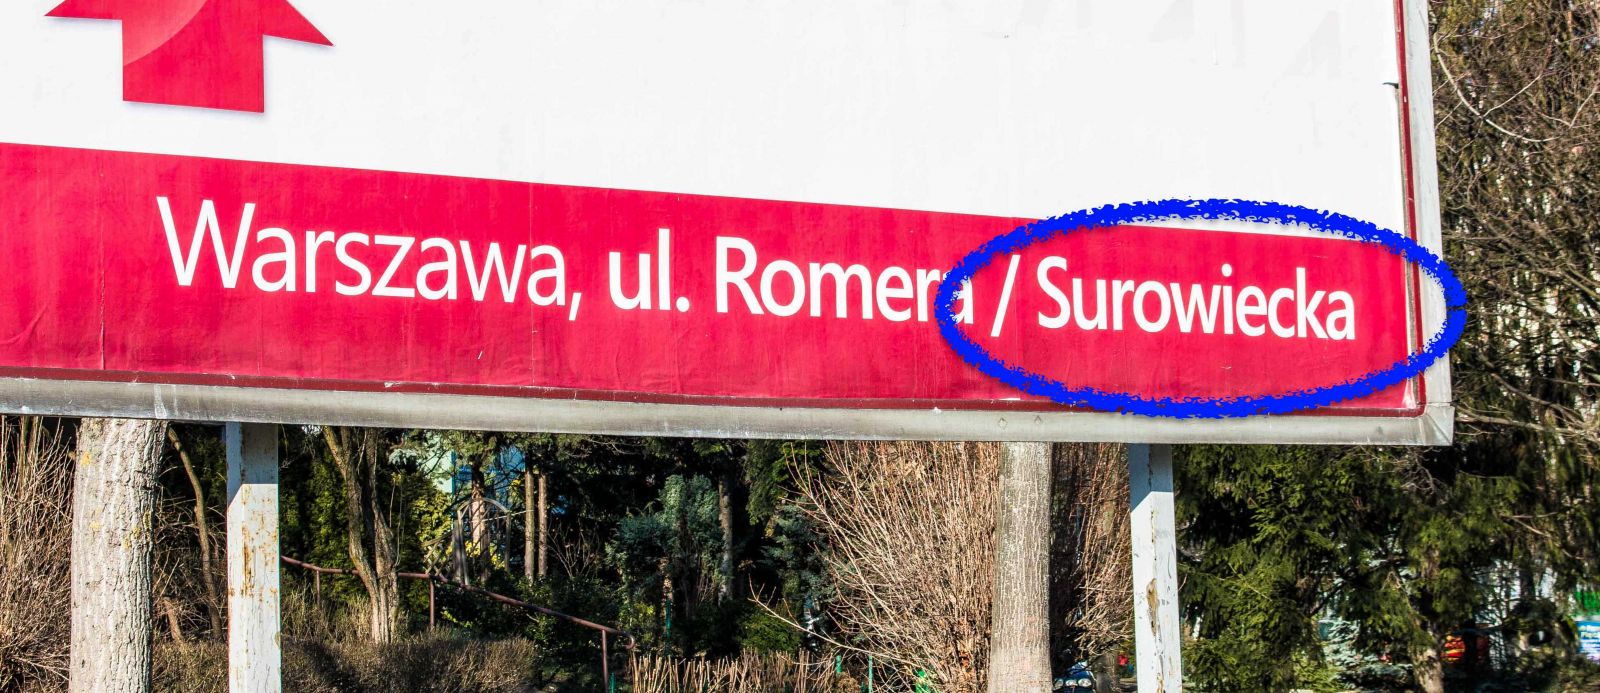 Warszawa, ul. Romera / Surowiecka